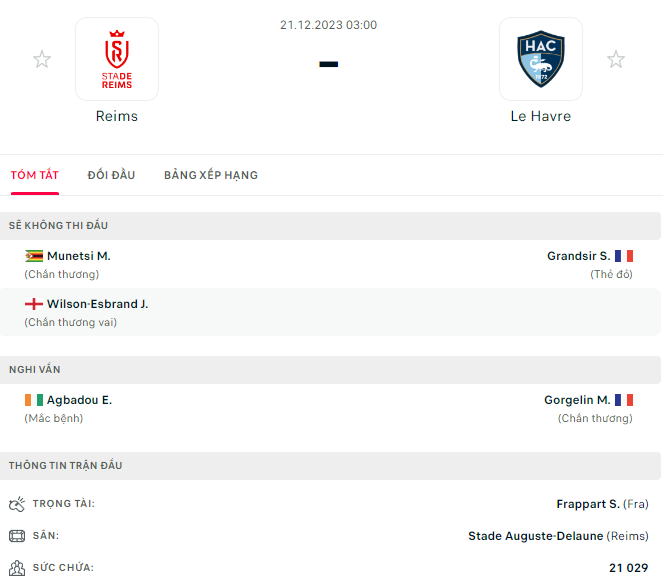 21.12.2023 03:00
STADE
REIMS
HAC
1872
-
Reims
Le Havre
TÓM TẮT ĐỐI ĐẦU BẢNG XẾP HẠNG
SẼ KHÔNG THI ĐẤU
Munetsi M. Grandsir S.
(Chấn thương) (Thẻ đỏ)
Wilson-Esbrand J.
(Chấn thương vai)
NGHI VẤN
Agbadou E. Gorgelin M.
(Mắc bệnh) (Chấn thương)
THÔNG TIN TRẬN ĐẤU
TRỌNG TÀI: Frappart S. (Fra)
SÂN: Stade Auguste-Delaune (Reims)
SỨC CHỨA: 21 029